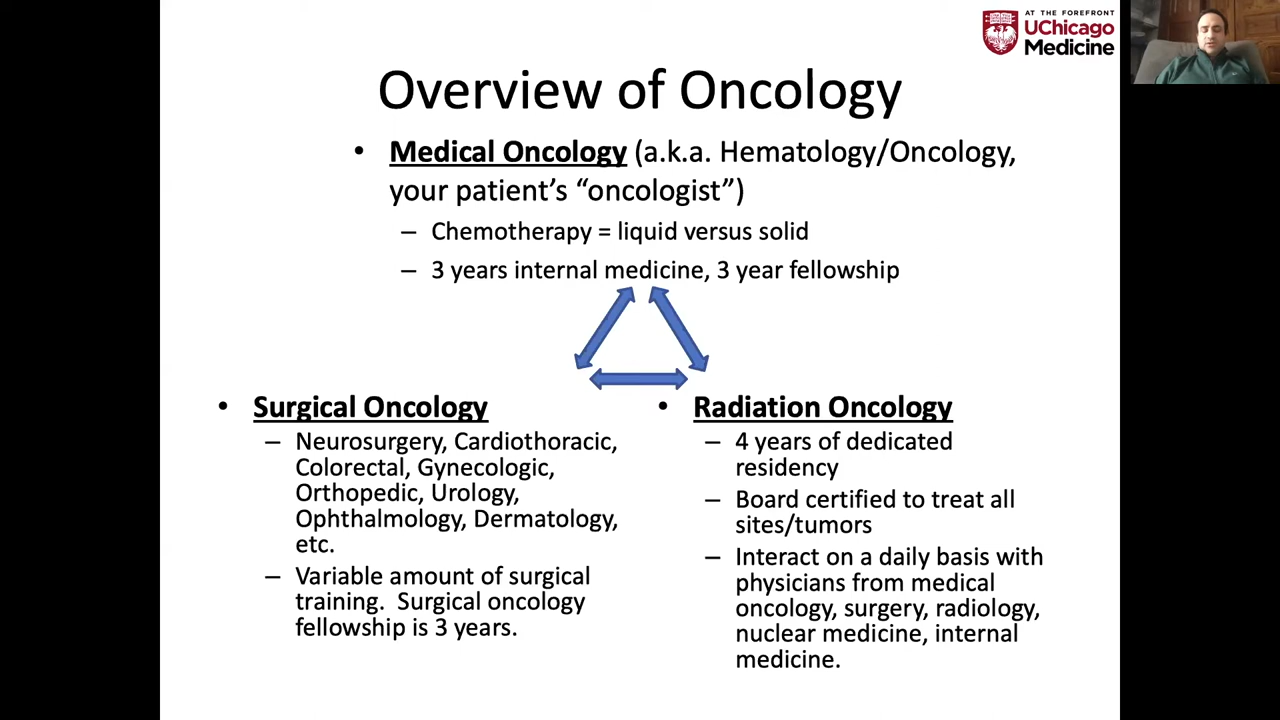 AT THE FOREFRONT
UChicago
Medicine
Overview of Oncology
• Medical Oncology (a.k.a. Hematology/Oncology,
your patient’s “oncologist”)
– Chemotherapy = liquid versus solid
– 3 years internal medicine, 3 year fellowship
• Surgical Oncology
– Neurosurgery, Cardiothoracic,
Colorectal, Gynecologic,
Orthopedic, Urology,
Ophthalmology, Dermatology,
etc.
– Variable amount of surgical
training.  Surgical oncology
fellowship is 3 years.
• Radiation Oncology
– 4 years of dedicated
residency
– Board certified to treat all
sites/tumors
– Interact on a daily basis with
physicians from medical
oncology, surgery, radiology,
nuclear medicine, internal
medicine.